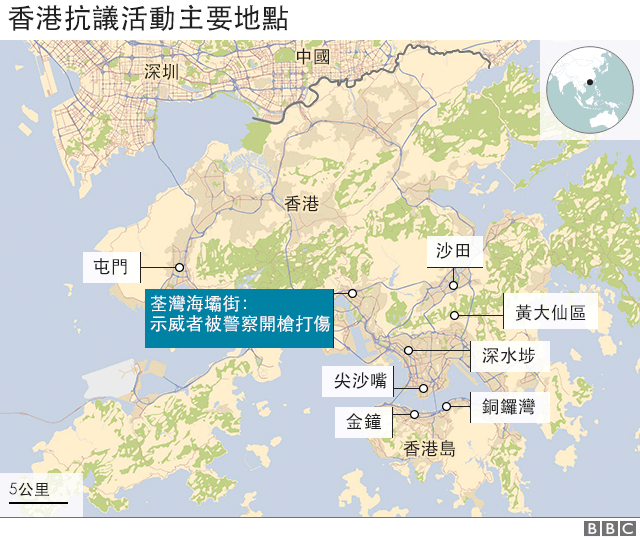 香港抗議活動主要地點
中國
深圳
香港
沙田
屯門
荃灣海壩街：
示威者被警察開槍打傷
黃大仙區
深水埗
尖沙嘴
銅鑼灣
金鐘
香港島
5公里
BBC